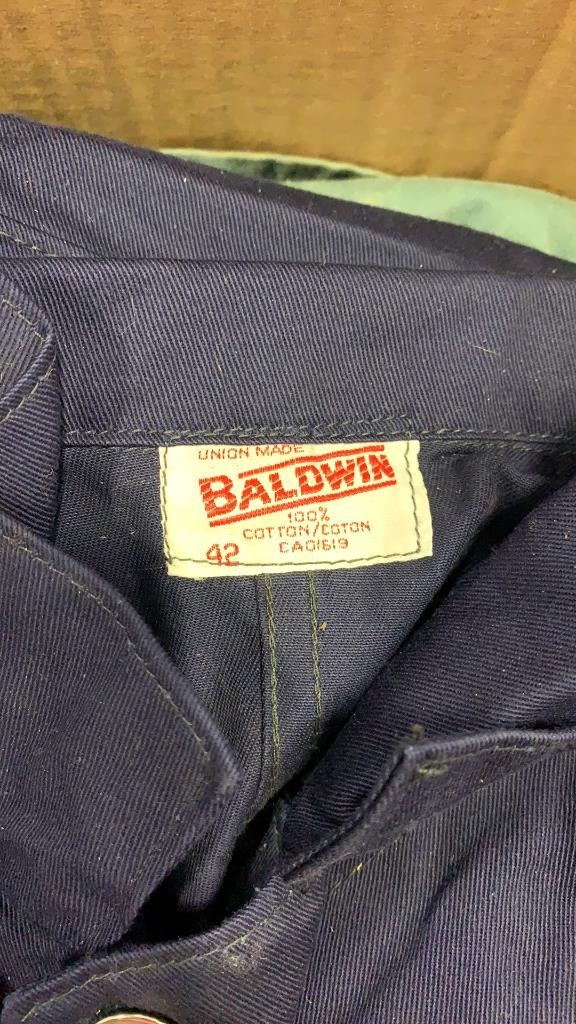 UNION MADE
BALDWIN
100%
COTTON/COTON
42 CA01619